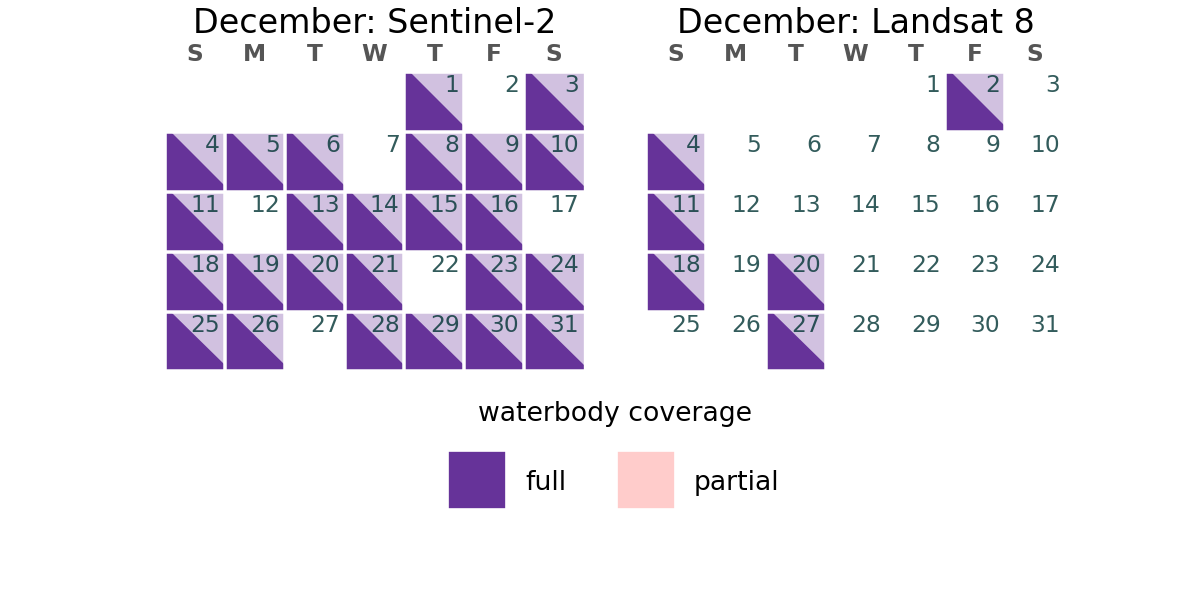 December: Sentinel-2
S M T W T F S
1 2 3
4 5 6 7 8 9 10
11 12 13 14 15 16 17
18 19 20 21 22 23 24
25 26 27 28 29 30 31
December: Landsat 8
S M T W T F S
1 2 3
4 5 6 7 8 9 10
11 12 13 14 15 16 17
18 19 20 21 22 23 24
25 26 27 28 29 30 31
waterbody coverage
full partial